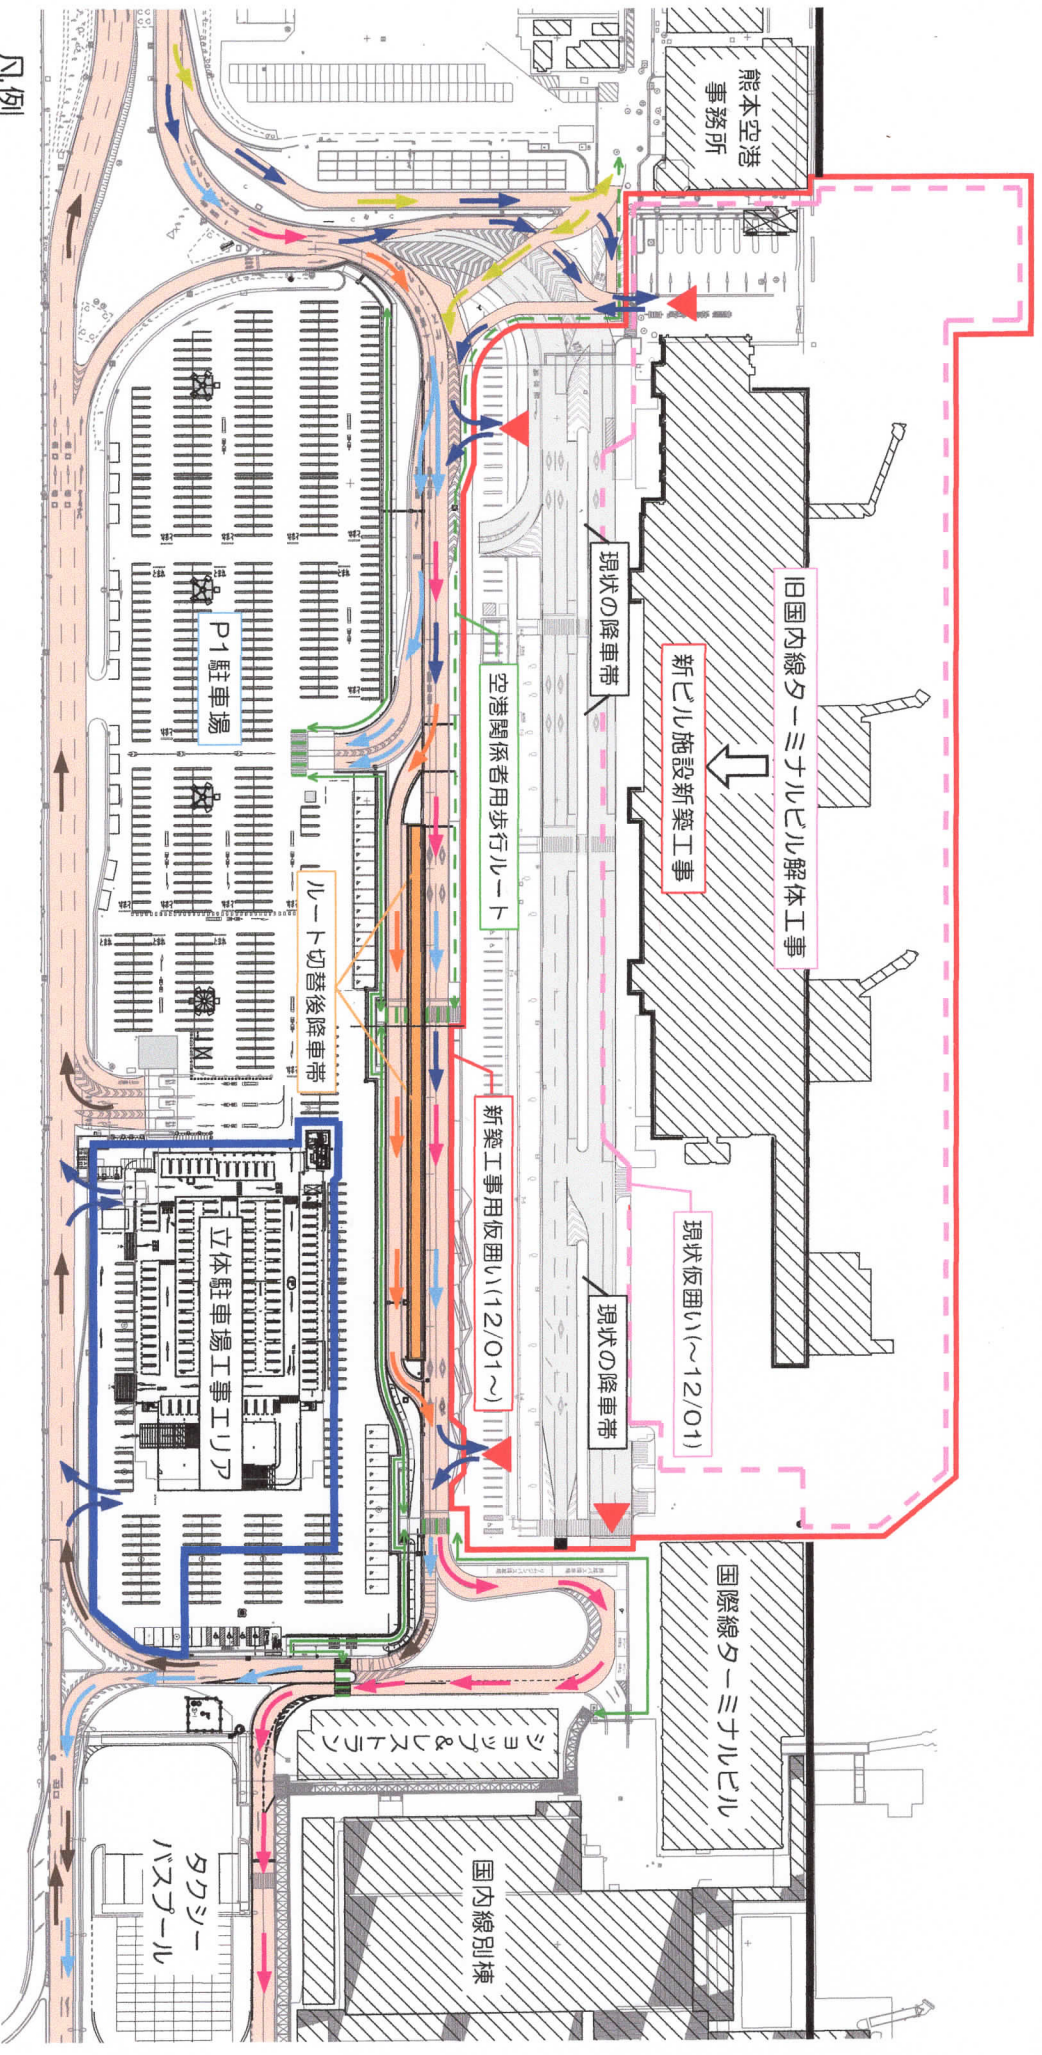 凡例
熊本空港
事務所
旧国内線ターミナルビル解体工事
新ビル施設新築工事
現状の降車帯
空港関係者用歩行ルート
P1駐車場
ルート切替後降車帯
新築工事用仮囲い(12/01～)
現状仮囲い(～12/01)
現状の降車帯
立体駐車場工事エリア
国際線ターミナルビル
ショップ&レストラン
国内線別棟
タクシー
バスプール